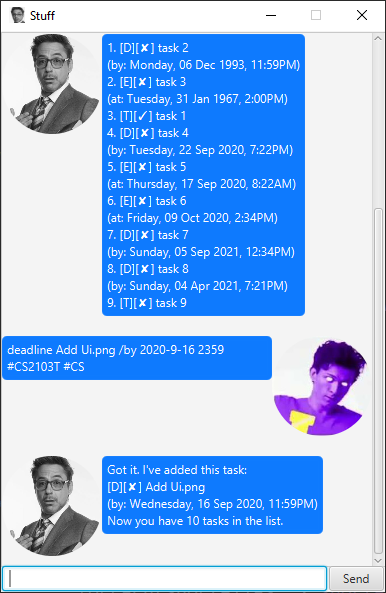 Stuff
1. [D][✘] task 2
(by: Monday, 06 Dec 1993, 11:59PM)
2. [E][✘] task 3
(at: Tuesday, 31 Jan 1967, 2:00PM)
3. [T][✓] task 1
4. [D][✘] task 4
(by: Tuesday, 22 Sep 2020, 7:22PM)
5. [E][✘] task 5
(at: Thursday, 17 Sep 2020, 8:22AM)
6. [E][✘] task 6
(at: Friday, 09 Oct 2020, 2:34PM)
7. [D][✘] task 7
(by: Sunday, 05 Sep 2021, 12:34PM)
8. [D][✘] task 8
(by: Sunday, 04 Apr 2021, 7:21PM)
9. [T][✘] task 9
deadline Add Ui.png /by 2020-9-16 2359
#CS2103T #CS
Got it. I've added this task:
[D][✘] Add Ui.png
(by: Wednesday, 16 Sep 2020, 11:59PM)
Now you have 10 tasks in the list.
Send